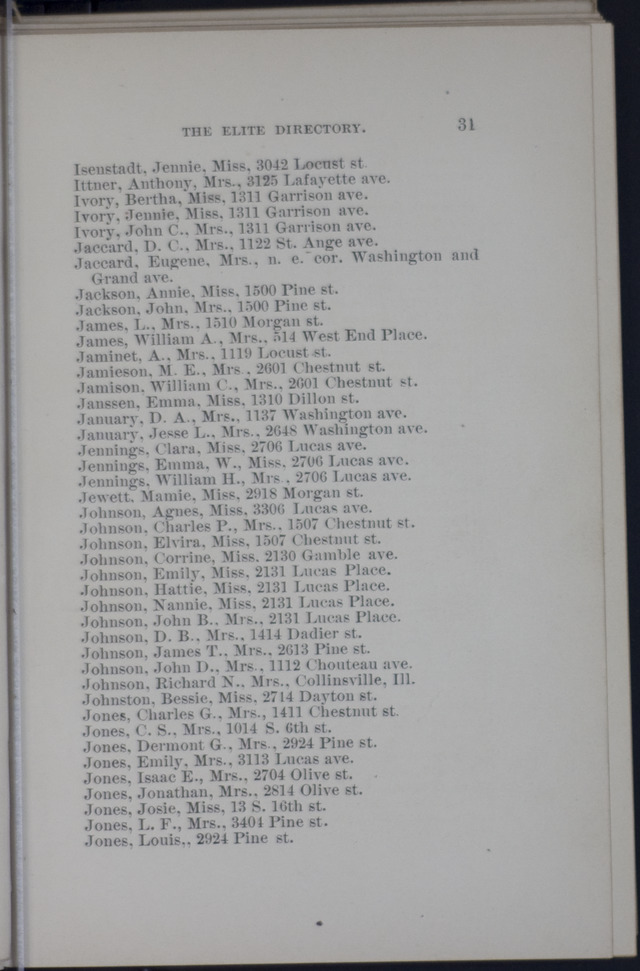 THE ELITE DIRECTORY. 31
Isenstadt, Jennie, Miss, 3042 Locust st.
Ittner, Anthony, Mrs., 3125 Lafayette ave.
Ivory, Bertha, Miss, 1311 Garrison ave.
Ivory, Jennie, Miss, 1311 Garrison ave.
Ivory, John C., Mrs., 1311 Garrison ave.
Jaccard, D. C., Mrs., 1122 St. Ange ave.
Jaccard, Eugene, Mrs., n. e. cor. Washington and
Grand ave.
Jackson, Annie, Miss, 1500 Pine st.
Jackson, John, Mrs., 1500 Pine st.
James, L., Mrs., 1510 Morgan st.
James, William A., Mrs., 514 West End Place.
Jaminet, A., Mrs., 1119 Locust st.
Jamieson, M. E., Mrs., 2601 Chestnut st.
Jamison, William C., Mrs., 2601 Chestnut st.
Janssen, Emma, Miss, 1310 Dillon st.
January, D. A., Mrs., 1137 Washington ave.
January, Jesse L., Mrs., 2648 Washington ave.
Jennings, Clara, Miss, 2706 Lucas ave.
Jennings, Emma, W., Miss, 2706 Lucas ave.
Jennings, William H., Mrs., 2706 Lucas ave.
Jewett, Mamie, Miss, 2918 Morgan st.
Johnson, Agnes, Miss, 3306 Lucas ave.
Johnson, Charles P., Mrs., 1507 Chestnut st.
Johnson, Elvira, Miss, 1507 Chestnut st.
Johnson, Corrine, Miss, 2130 Gamble ave.
Johnson, Emily, Miss, 2131 Lucas Place.
Johnson, Hattie, Miss, 2131 Lucas Place.
Johnson, Nannie, Miss, 2131 Lucas Place.
Johnson, John B., Mrs., 2131 Lucas Place.
Johnson, D. B., Mrs., 1414 Dadier st.
Johnson, James T., Mrs., 2613 Pine st.
Johnson, John D., Mrs., 1112 Chouteau ave.
Johnson, Richard N., Mrs., Collinsville, Ill.
Johnston, Bessie, Miss, 2714 Dayton st.
Jones, Charles G., Mrs., 1411 Chestnut st.
Jones, C. S., Mrs., 1014 S. 6th st.
Jones, Dermont G., Mrs., 2924 Pine st.
Jones, Emily, Mrs., 3113 Lucas ave.
Jones, Isaac E., Mrs., 2704 Olive st.
Jones, Jonathan, Mrs., 2814 Olive st.
Jones, Josie, Miss, 13 S. 16th st.
Jones, L. F., Mrs., 3404 Pine st.
Jones, Louis,, 2924 Pine st.